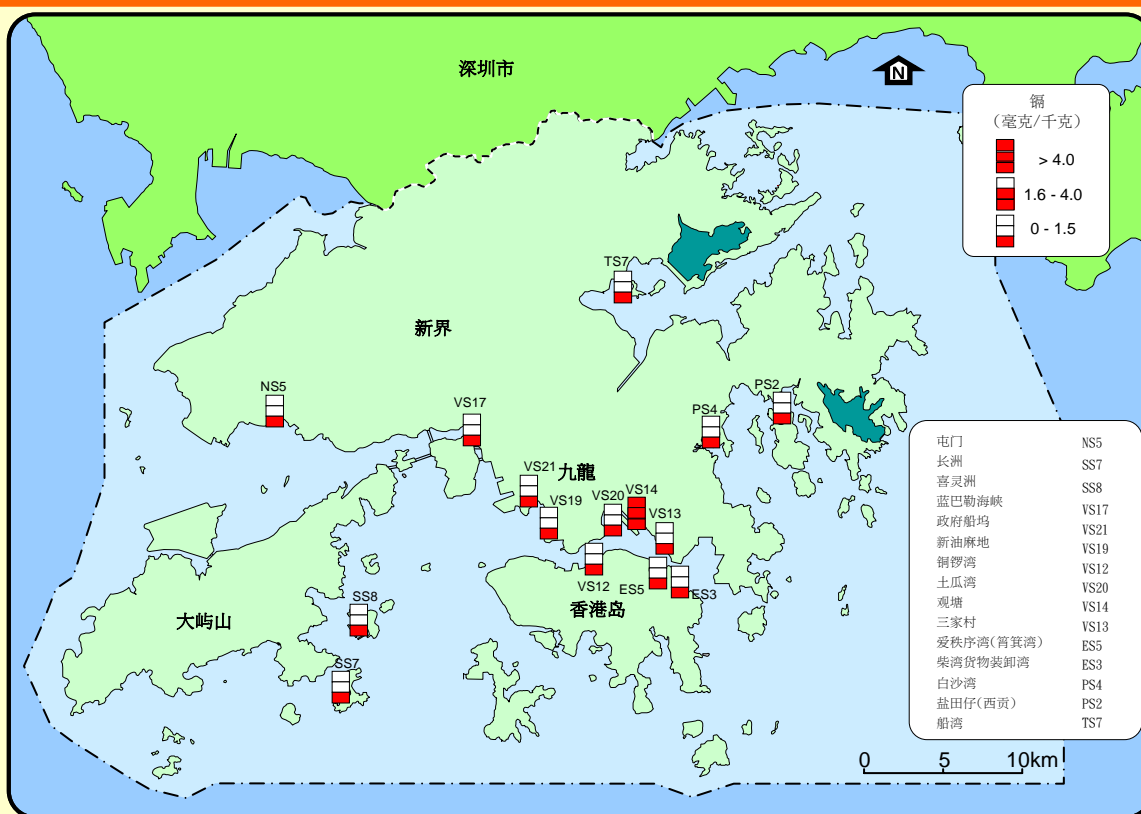 深圳市
N
镉
(毫克/千克)
> 4.0
1.6 - 4.0
0 - 1.5
TS7
新界
NS5
VS17
PS2
PS4
九龍
VS21
VS19
VS20
VS14
VS13
VS12
ES5
ES3
香港岛
大屿山
SS8
SS7
屯门 NS5
长洲 SS7
喜灵洲 SS8
蓝巴勒海峡 VS17
政府船坞 VS21
新油麻地 VS19
铜锣湾 VS12
土瓜湾 VS20
观塘 VS14
三家村 VS13
爱秩序湾(筲箕湾) ES5
柴湾货物装卸湾 ES3
白沙湾 PS4
盐田仔(西贡) PS2
船湾 TS7
0 5 10km